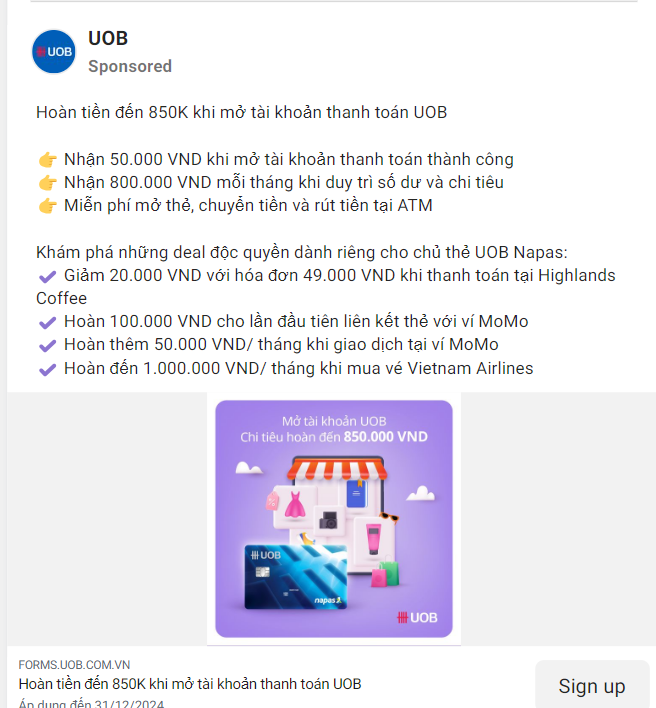 UOB
UOB
Sponsored
Hoàn tiền đến 850K khi mở tài khoản thanh toán UOB
👉 Nhận 50.000 VND khi mở tài khoản thanh toán thành công
👉 Nhận 800.000 VND mỗi tháng khi duy trì số dư và chi tiêu
👉 Miễn phí mở thẻ, chuyển tiền và rút tiền tại ATM
Khám phá những deal độc quyền dành riêng cho chủ thẻ UOB Napas:
✔ Giảm 20.000 VND với hóa đơn 49.000 VND khi thanh toán tại Highlands
Coffee
✔ Hoàn 100.000 VND cho lần đầu tiên liên kết thẻ với ví MoMo
✔ Hoàn thêm 50.000 VND/ tháng khi giao dịch tại ví MoMo
✔ Hoàn đến 1.000.000 VND/ tháng khi mua vé Vietnam Airlines
Mở tài khoản UOB
Chi tiêu hoàn đến 850.000 VND
UOB
napas
UOB
FORMS.UOB.COM.VN
Hoàn tiền đến 850K khi mở tài khoản thanh toán UOB
Áp dụng đến 31/12/2024
Sign up